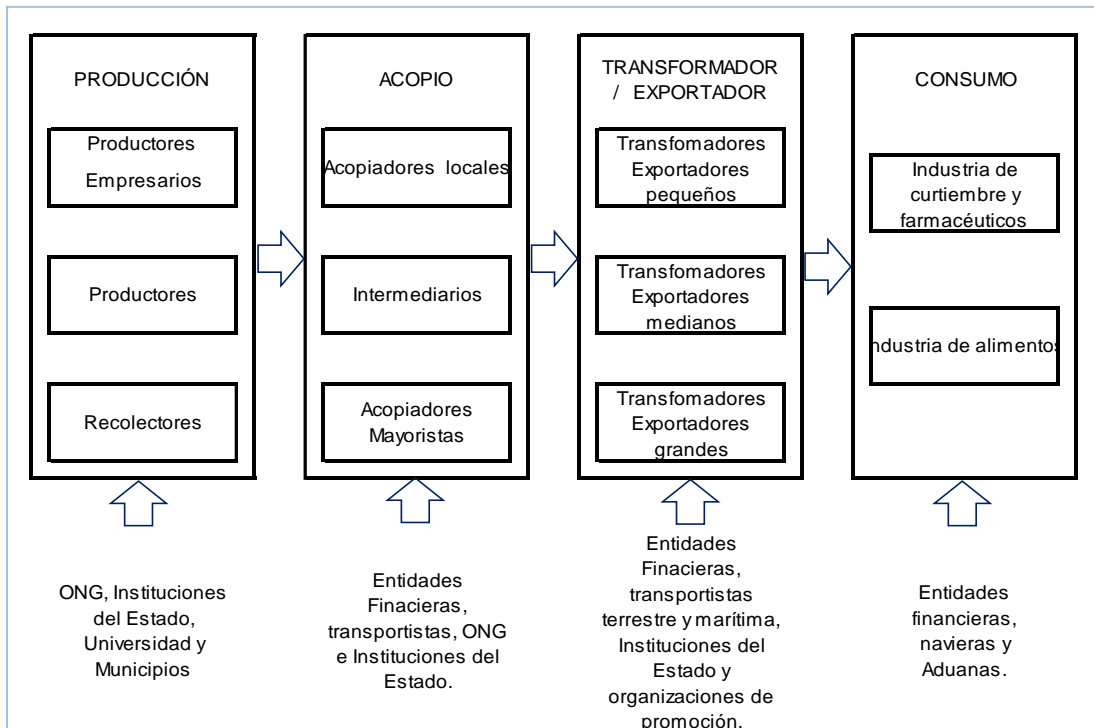 PRODUCCIÓN
Productores
Empresarios
Productores
Recolectores
ACOPIO
Acopiadores locales
Intermediarios
Acopiadores
Mayoristas
TRANSFORMADOR
/ EXPORTADOR
Transfomadores
Exportadores
pequeños
Transfomadores
Exportadores
medianos
Transfomadores
Exportadores
grandes
CONSUMO
Industria de
curtiembre y
farmacéuticos
ndustria de alimentos
ONG, Instituciones
del Estado,
Universidad y
Municipios
Entidades
Finacieras,
transportistas, ONG
e Instituciones del
Estado.
Entidades
Finacieras,
transportistas
terrestre y marítima,
Instituciones del
Estado y
organizaciones de
promoción.
Entidades
financieras,
navieras y
Aduanas.